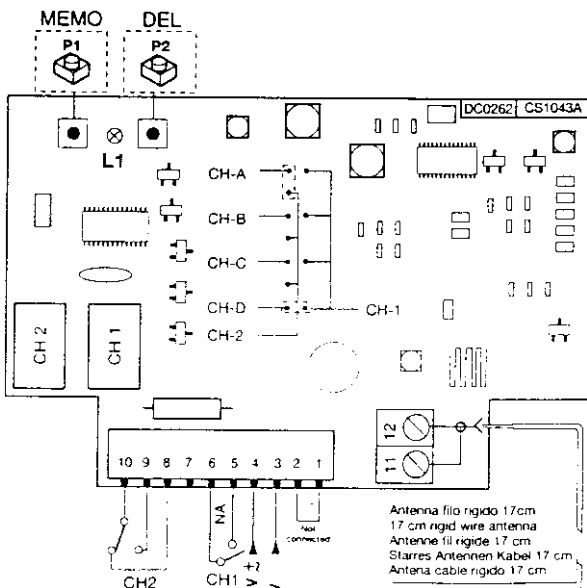 MEMO DEL
P1 P2
DC0262 CS1043A
L1
CH-A
CH-B
CH-C
CH-D
CH-1
CH-2
CH 2
CH 1
12
11
10 9 8 7 6 5 4 3 2 1
NA
Not
connected
CH2
CH1
Antenna filo rigido 17cm
17 cm rigid wire antenna
Antenne fil rigide 17 cm
Starres Antennen Kabel 17 cm
Antena cable rigido 17 cm